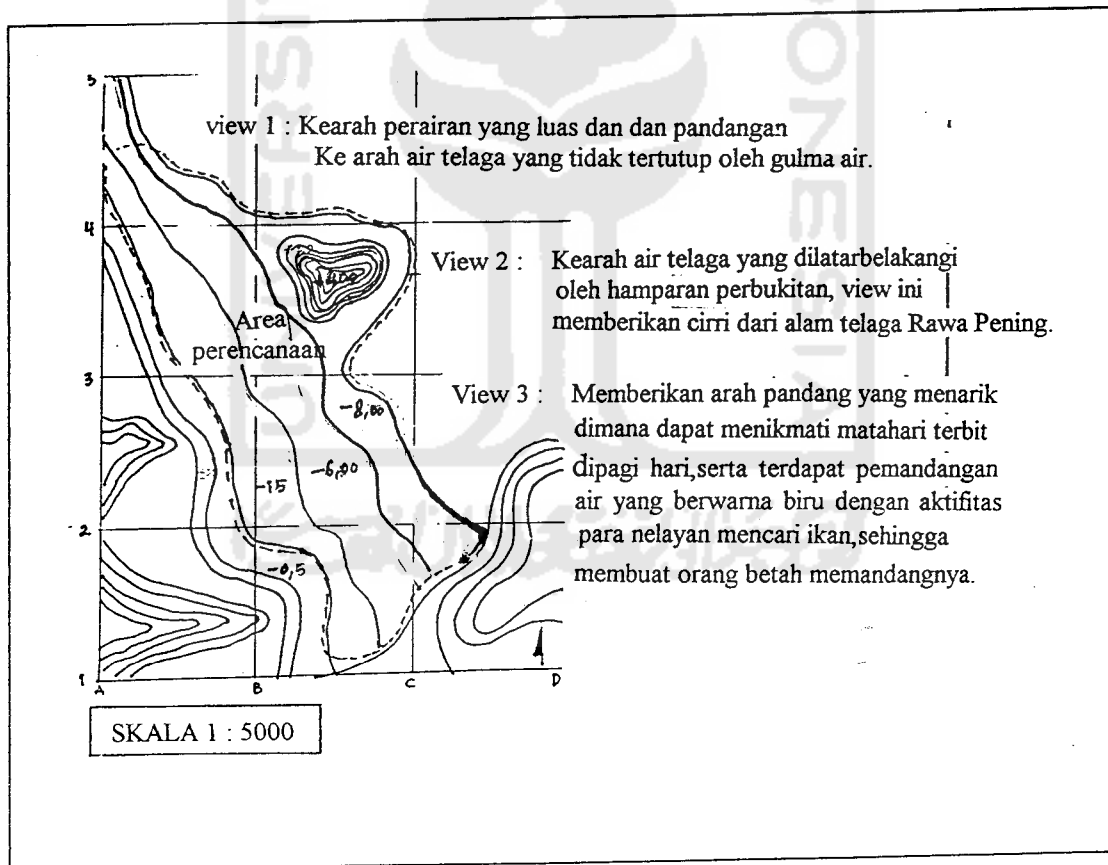 5
view 1 : Kearah perairan yang luas dan dan pandangan
Ke arah air telaga yang tidak tertutup oleh gulma air.
4
View 2 : Kearah air telaga yang dilatarbelakangi
oleh hamparan perbukitan, view ini
memberikan cirri dari alam telaga Rawa Pening.
Area
perencanaan
3
-8,00
View 3 : Memberikan arah pandang yang menarik
dimana dapat menikmati matahari terbit
dipagi hari,serta terdapat pemandangan
air yang berwarna biru dengan aktifitas
para nelayan mencari ikan,sehingga
membuat orang betah memandangnya.
-6,00
-15
2
-0,5
1
A B C D
SKALA 1 : 5000